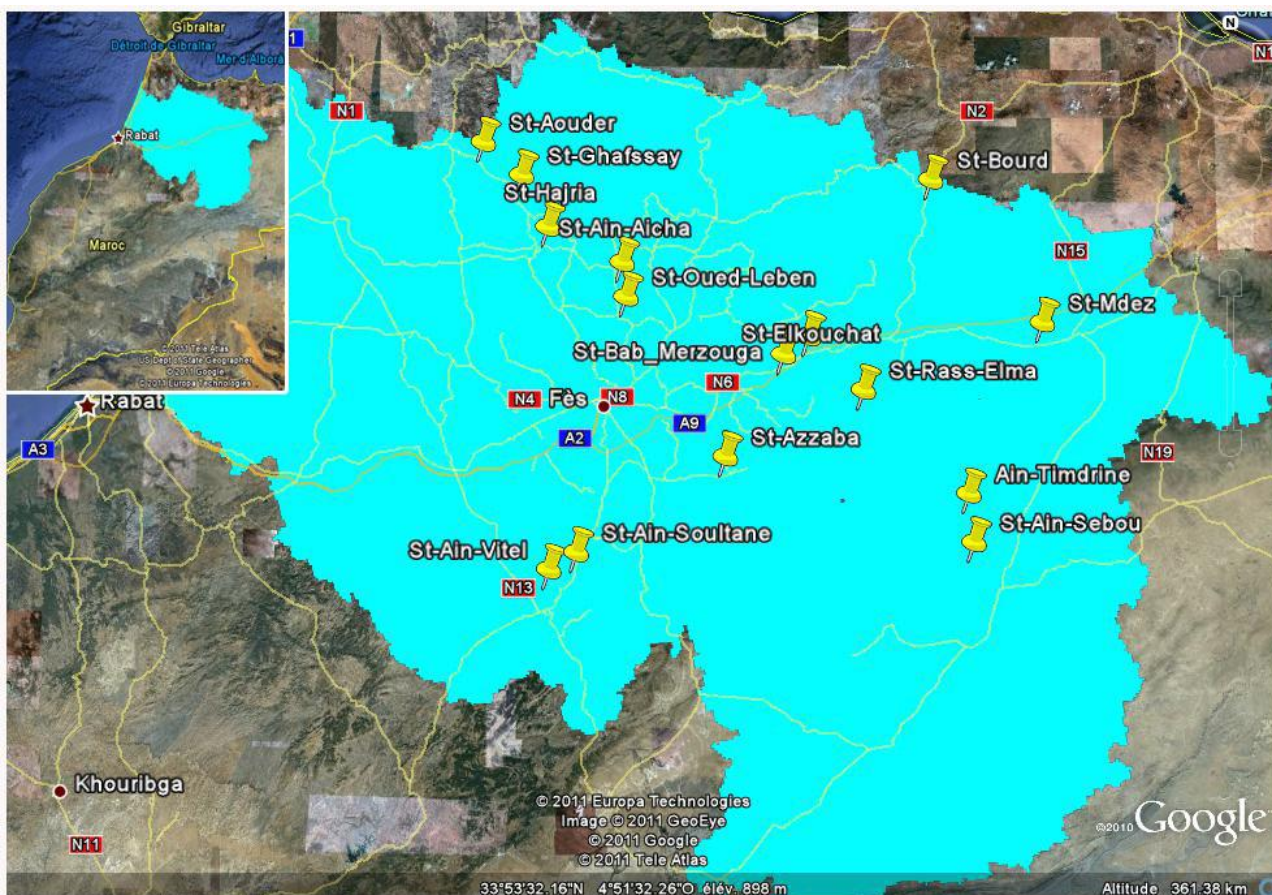 Gibraltar
Détroit de Gibraltar
Mer d'Alborá
Rabat
Maroc
© 2011 Tele Atlas
US Dept of State Geographer
© 2011 Google
© 2011 Europa Technologies
1
N1
N2
N
N1
St-Aouder
St-Ghafssay
St-Bourd
St-Hajria
St-Ain-Aicha
N15
St-Oued-Leben
St-Mdez
St-Elkouchat
St-Bab_Merzouga
St-Rass-Elma
N6
Rabat
N4
Fès
N8
A9
A3
A2
St-Azzaba
N19
Ain-Timdrine
St-Ain-Sebou
St-Ain-Soultane
St-Ain-Vitel
N13
Khouribga
N11
© 2011 Europa Technologies
Image © 2011 GeoEye
© 2011 Google
© 2011 Tele Atlas
©2010 Google
33°53'32.16"N 4°51'32.26"O élév. 898 m
Altitude 361.38 km